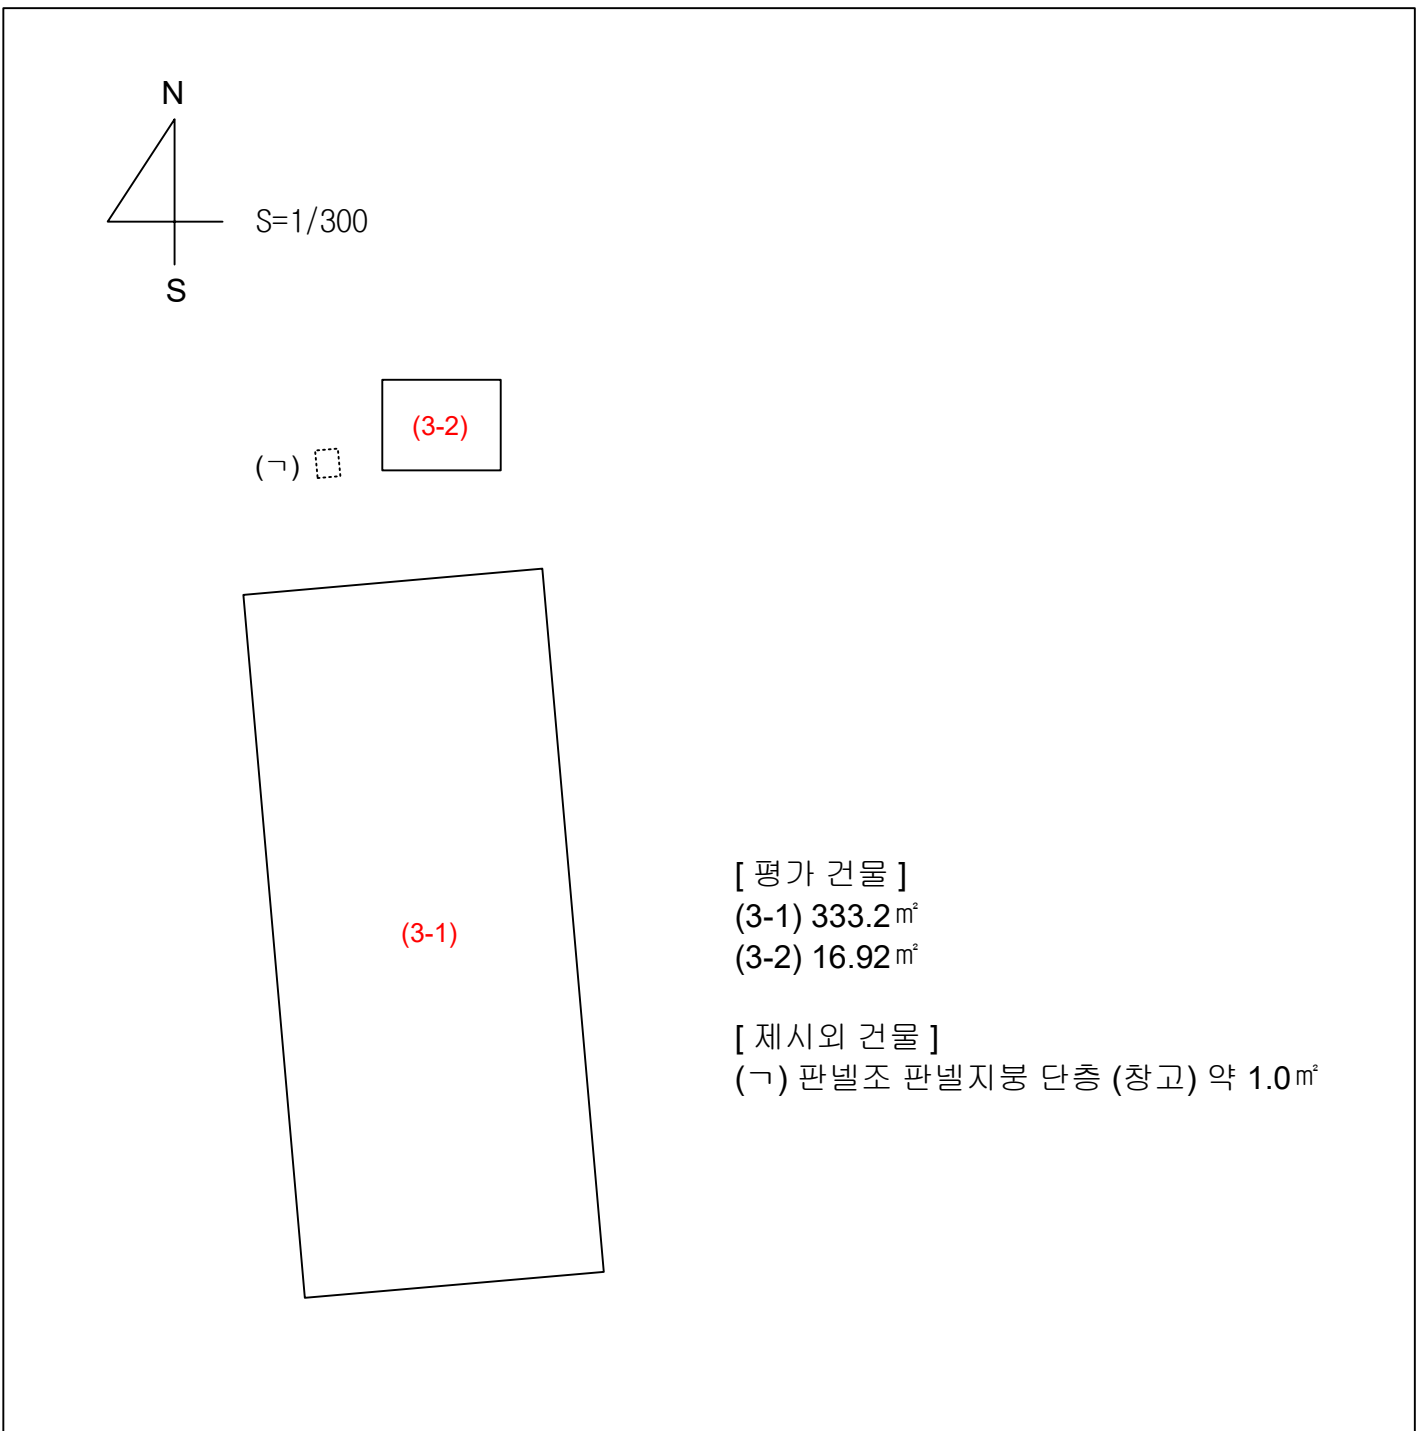 N
S=1/300
S
(3-2)
(ㄱ)
(3-1)
[ 평가 건물 ]
(3-1) 333.2㎡
(3-2) 16.92㎡
[ 제시외 건물 ]
(ㄱ) 판넬조 판넬지붕 단층 (창고) 약 1.0㎡